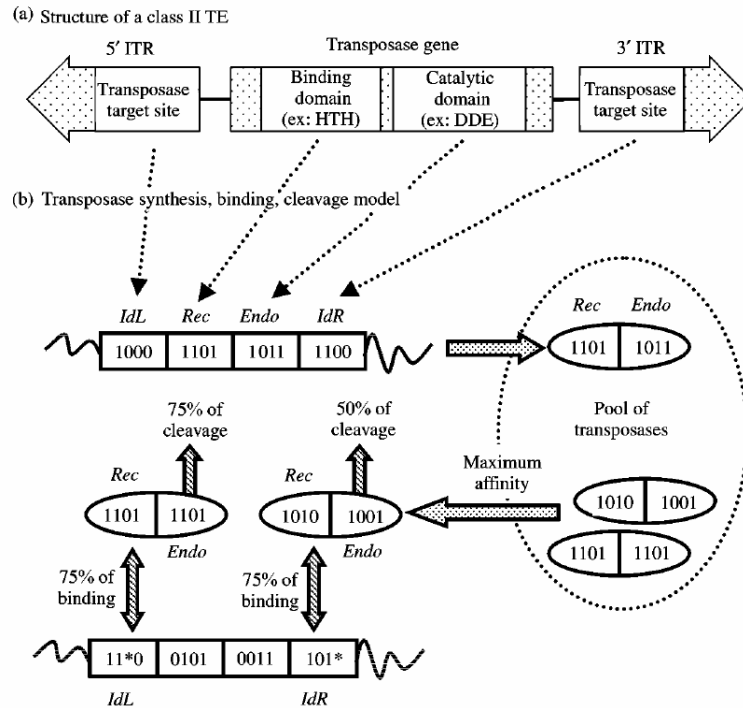 (a) Structure of a class II TE
5′ ITR
Transposase gene
3′ ITR
Transposase
target site
Binding
domain
(ex: HTH)
Catalytic
domain
(ex: DDE)
Transposase
target site
(b) Transposase synthesis, binding, cleavage model
IdL Rec Endo IdR
1000 1101 1011 1100
Rec Endo
1101 1011
75% of
cleavage
50% of
cleavage
Pool of
transposases
Maximum
affinity
Rec
1101 1101
Endo
Rec
1010 1001
Endo
1010 1001
1101 1101
75% of
binding
75% of
binding
11*0 0101 0011 101*
IdL IdR